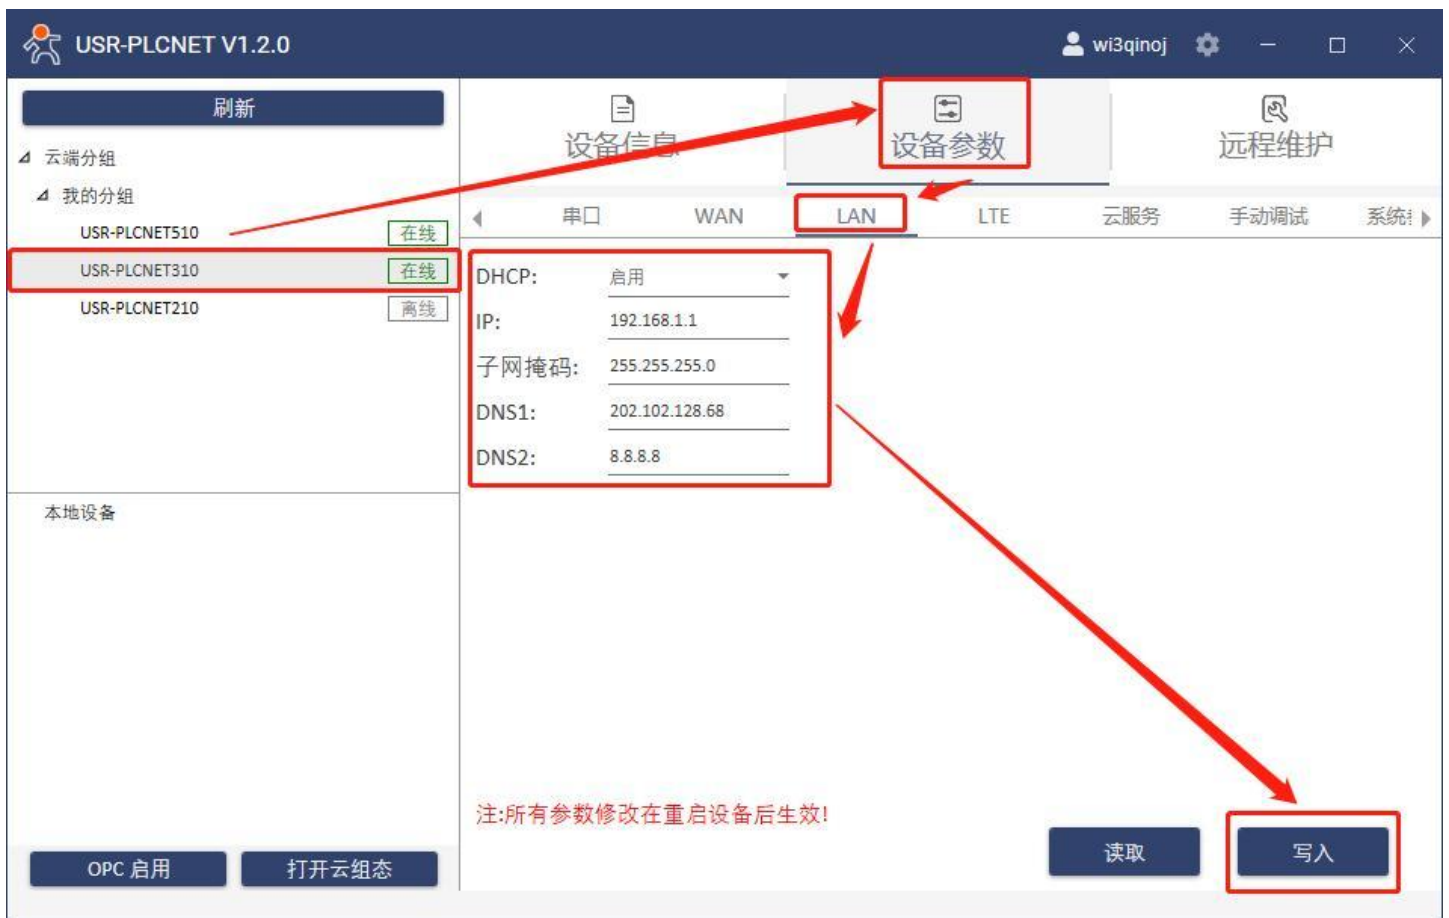 USR-PLCNET V1.2.0
wi3qinoj
刷新
云端分组
我的分组
USR-PLCNET510 在线
USR-PLCNET310 在线
USR-PLCNET210 离线
本地设备
OPC 启用
打开云组态
设备信息
设备参数
远程维护
串口 WAN LAN LTE 云服务 手动调试 系统
DHCP: 启用
IP: 192.168.1.1
子网掩码: 255.255.255.0
DNS1: 202.102.128.68
DNS2: 8.8.8.8
注:所有参数修改在重启设备后生效!
读取
写入